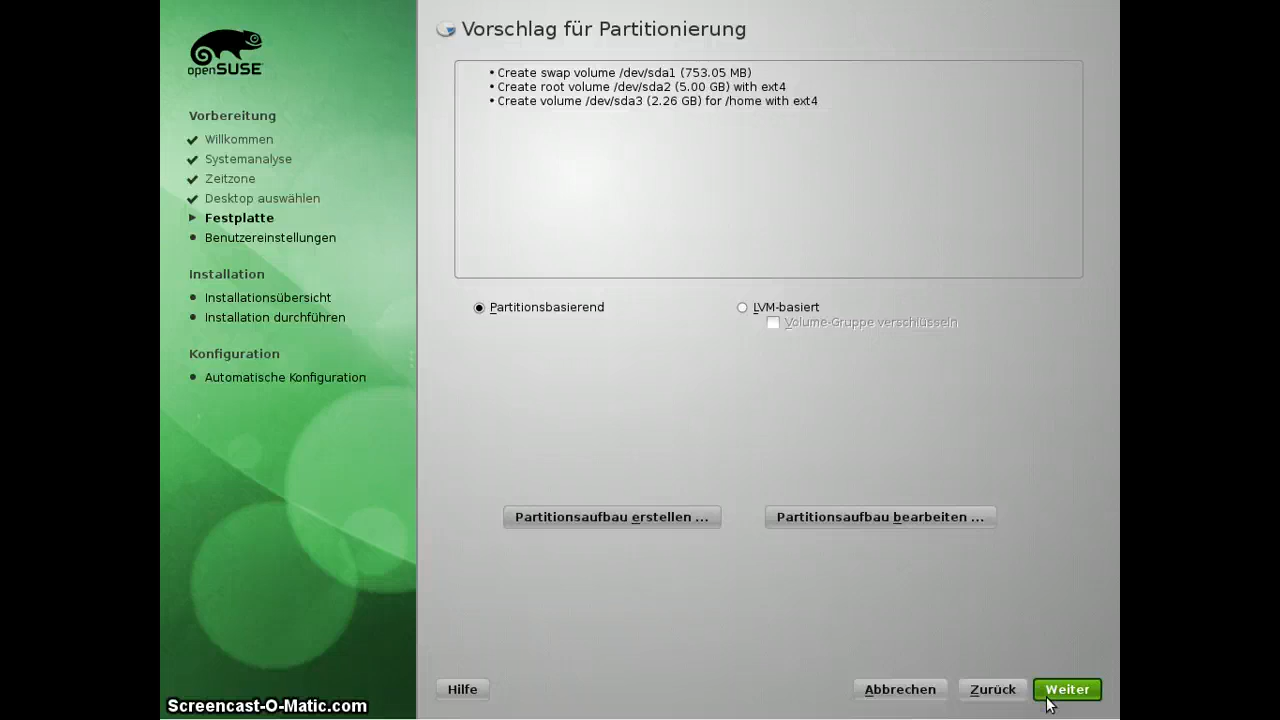 openSUSE
Vorbereitung
Willkommen
Systemanalyse
Zeitzone
Desktop auswählen
Festplatte
Benutzereinstellungen
Installation
Installationsübersicht
Installation durchführen
Konfiguration
Automatische Konfiguration
Vorschlag für Partitionierung
• Create swap volume /dev/sda1 (753.05 MB)
• Create root volume /dev/sda2 (5.00 GB) with ext4
• Create volume /dev/sda3 (2.26 GB) for /home with ext4
Partitionsbasierend
LVM-basiert
Volume-Gruppe verschlüsseln
Partitionsaufbau erstellen ...
Partitionsaufbau bearbeiten ...
Hilfe
Abbrechen
Zurück
Weiter
Screencast-O-Matic.com